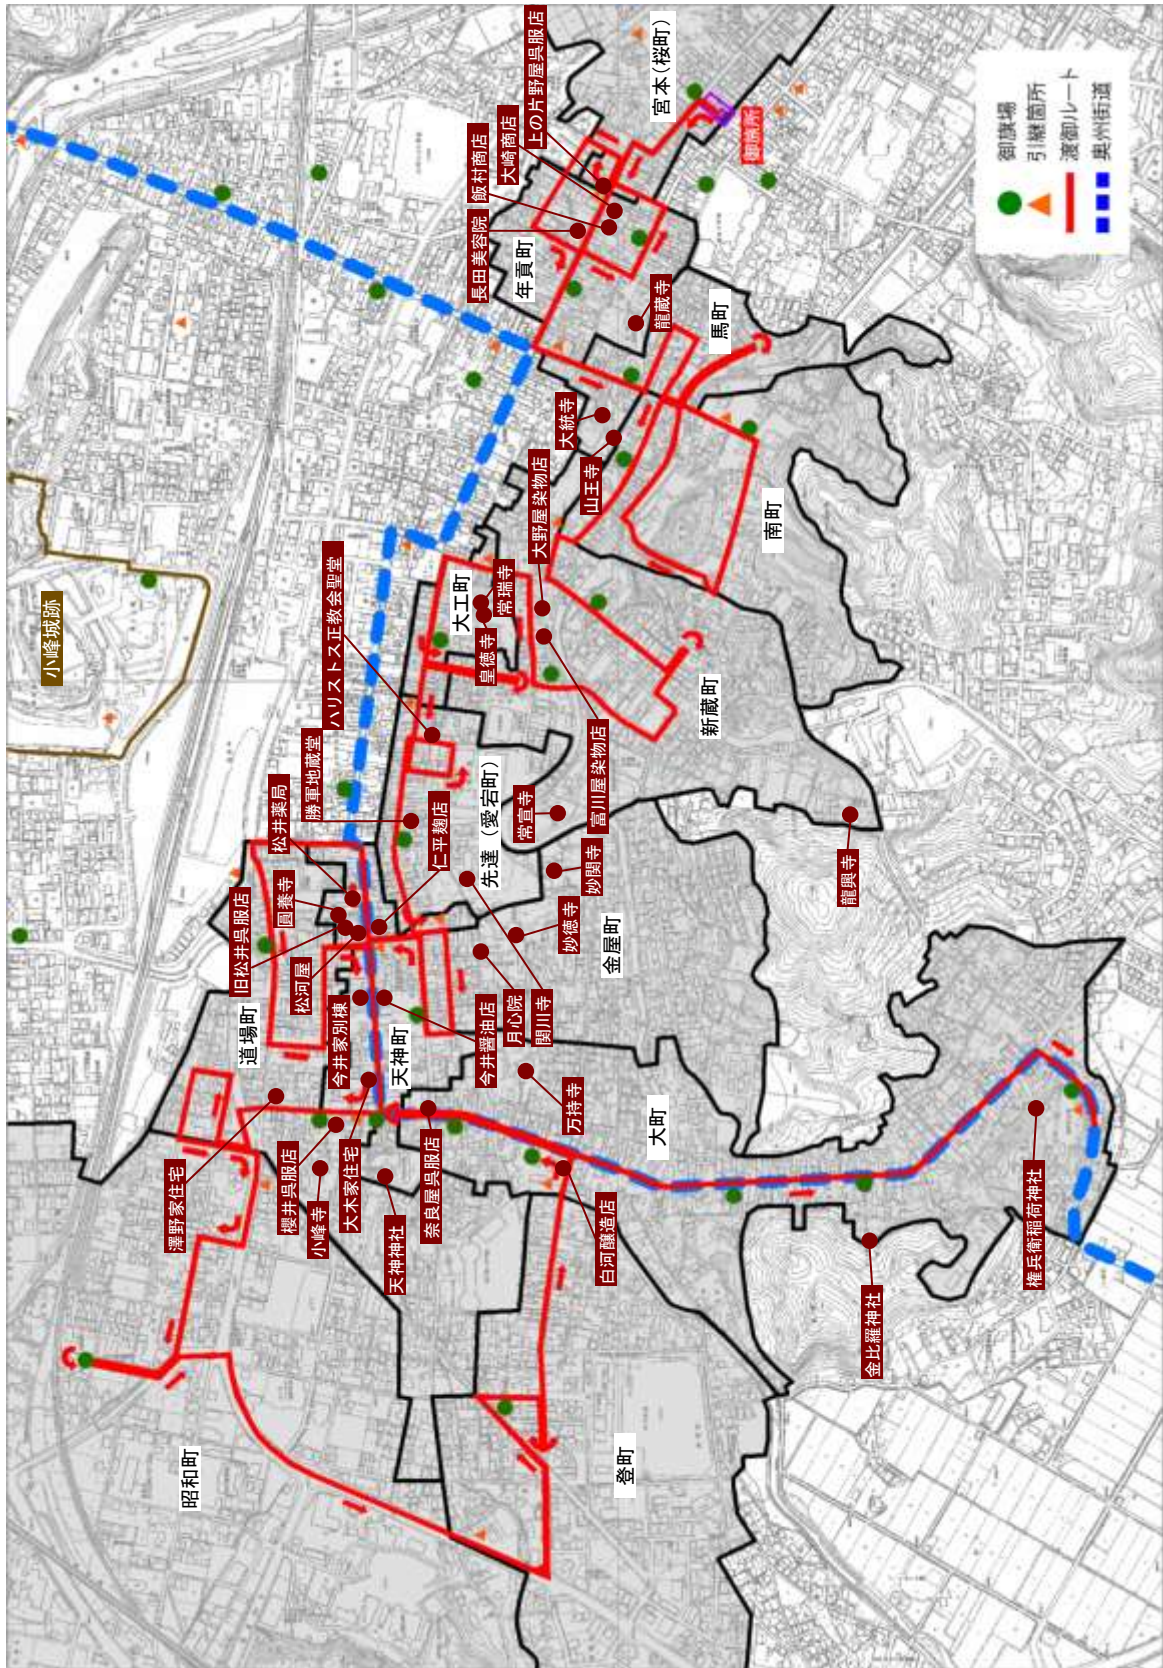 小峰城跡
宮本（桜町）
上の片野屋呉服店
大崎商店
飯村商店
長田美容院
年貢町
御旅所
龍蔵寺
馬町
大統寺
山王寺
南町
大野屋染物店
大工町
常瑞寺
皇徳寺
富川屋染物店
新蔵町
ハリストス正教会聖堂
勝軍地蔵堂
先達（愛宕町）
常宣寺
妙関寺
龍興寺
松井薬局
圓養寺
旧松井呉服店
松河屋
仁平麹店
妙徳寺
金屋町
月心院
関川寺
道場町
今井家別棟
天神町
今井醤油店
万持寺
大町
澤野家住宅
櫻井呉服店
小峰寺
大木家住宅
天神神社
奈良屋呉服店
白河醸造店
権兵衛稲荷神社
金比羅神社
昭和町
登町
御旗場
引継箇所
渡御ルート
奥州街道